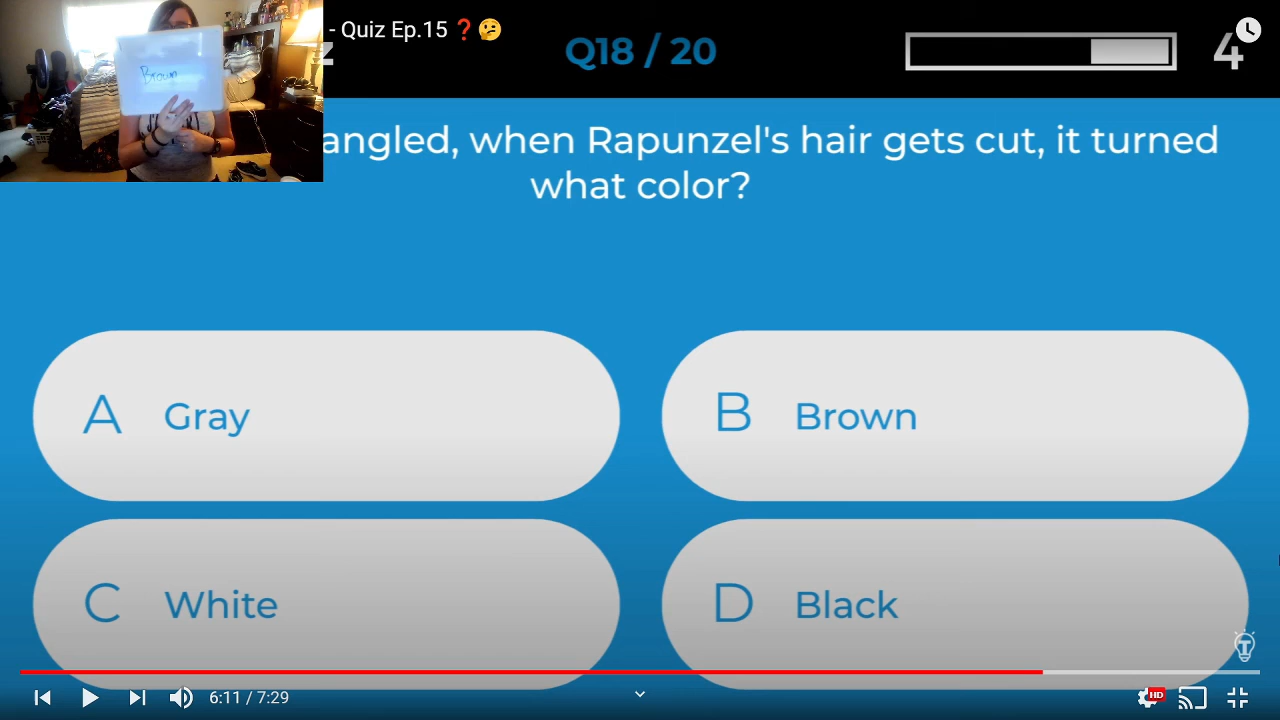 - Quiz Ep.15 ❓🤔
z
Q18 / 20
4
Brown
angled, when Rapunzel's hair gets cut, it turned
what color?
A Gray
B Brown
C White
D Black
6:11 / 7:29
HD